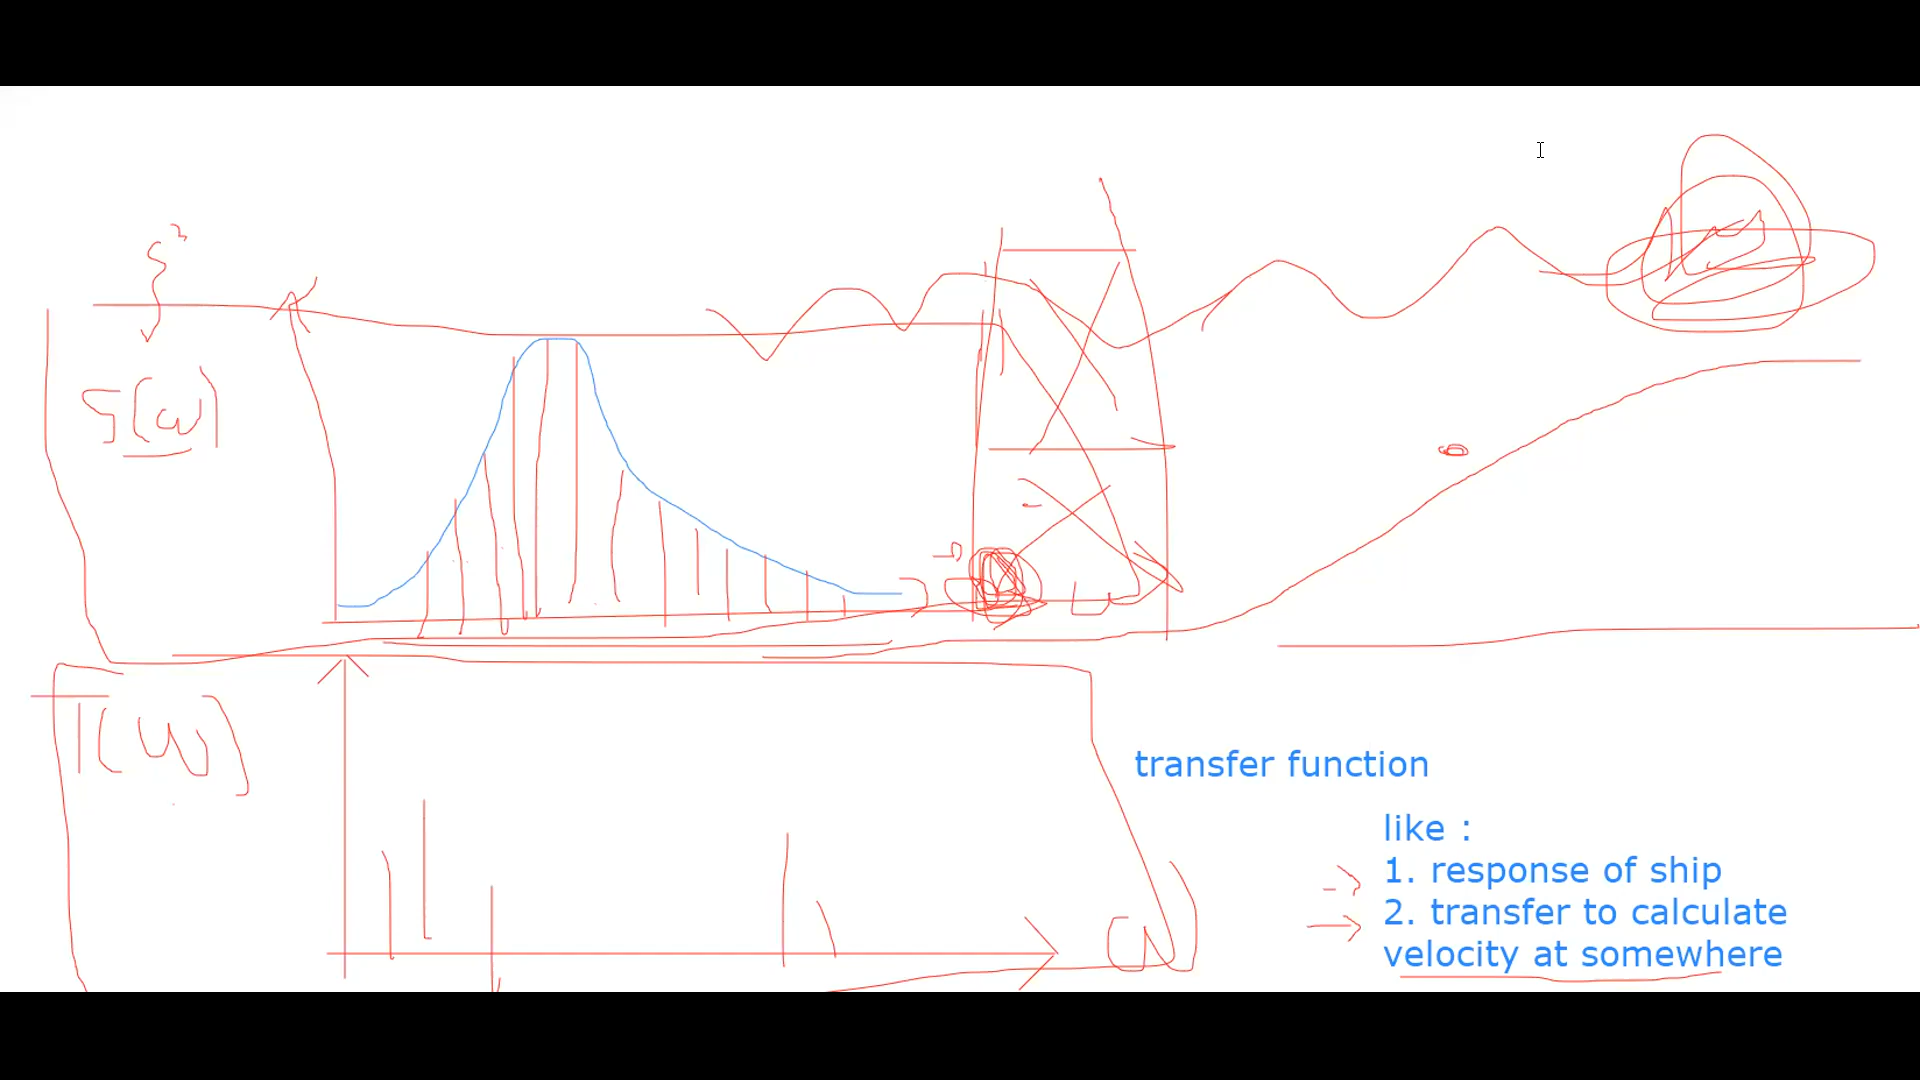 S(ω)
T(ω)
ω
transfer function
like :
1. response of ship
2. transfer to calculate
velocity at somewhere